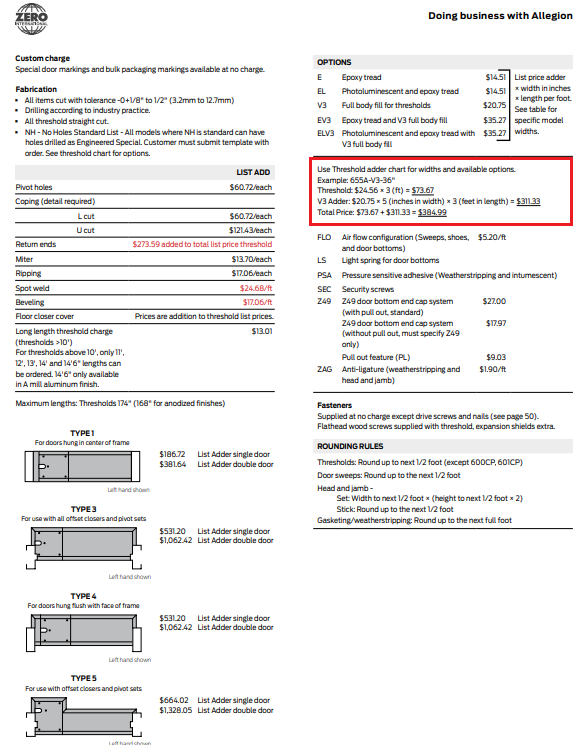 ZERO
INTERNATIONAL
Doing business with Allegion
Custom charge
Special door markings and bulk packaging markings available at no charge.
Fabrication
• All items cut with tolerance -0+1/8" to 1/2" (3.2mm to 12.7mm)
• Drilling according to industry practice.
• All threshold straight cut.
• NH - No Holes Standard List - All models where NH is standard can have
holes drilled as Engineered Special. Customer must submit template with
order. See threshold chart for options.
LIST ADD
Pivot holes $60.72/each
Coping (detail required)
L cut $60.72/each
U cut $121.43/each
Return ends $273.59 added to total list price threshold
Miter $13.70/each
Ripping $17.06/each
Spot weld $24.68/ft
Beveling $17.06/ft
Floor closer cover Prices are addition to threshold list prices.
Long length threshold charge $13.01
(thresholds >10')
For thresholds above 10', only 11',
12', 13', 14' and 14'6" lengths can
be ordered. 14'6" only available
in A mill aluminum finish.
Maximum lengths: Thresholds 174" (168" for anodized finishes)
TYPE 1
For doors hung in center of frame
$186.72 List Adder single door
$381.64 List Adder double door
Left hand shown
TYPE 3
For use with all offset closers and pivot sets
$531.20 List Adder single door
$1,062.42 List Adder double door
Left hand shown
TYPE 4
For doors hung flush with face of frame
$531.20 List Adder single door
$1,062.42 List Adder double door
Left hand shown
TYPE 5
For use with offset closers and pivot sets
$664.02 List Adder single door
$1,328.05 List Adder double door
Left hand shown
OPTIONS
E Epoxy tread $14.51
EL Photoluminescent and epoxy tread $14.51
V3 Full body fill for thresholds $20.75
EV3 Epoxy tread and V3 full body fill $35.27
ELV3 Photoluminescent and epoxy tread with $35.27
V3 full body fill
List price adder
× width in inches
× length per foot.
See table for
specific model
widths.
Use Threshold adder chart for widths and available options.
Example: 655A-V3-36"
Threshold: $24.56 × 3 (ft) = $73.67
V3 Adder: $20.75 × 5 (inches in width) × 3 (feet in length) = $311.33
Total Price: $73.67 + $311.33 = $384.99
FLO Air flow configuration (Sweeps, shoes, $5.20/ft
and door bottoms)
LS Light spring for door bottoms
PSA Pressure sensitive adhesive (Weatherstripping and intumescent)
SEC Security screws
Z49 Z49 door bottom end cap system $27.00
(with pull out, standard)
Z49 door bottom end cap system $17.97
(without pull out, must specify Z49
only)
Pull out feature (PL) $9.03
ZAG Anti-ligature (weatherstripping and $1.90/ft
head and jamb)
Fasteners
Supplied at no charge except drive screws and nails (see page 50).
Flathead wood screws supplied with threshold, expansion shields extra.
ROUNDING RULES
Thresholds: Round up to next 1/2 foot (except 600CP, 601CP)
Door sweeps: Round up to the next 1/2 foot
Head and jamb -
Set: Width to next 1/2 foot × (height to next 1/2 foot × 2)
Stick: Round up to the next 1/2 foot
Gasketing/weatherstripping: Round up to the next full foot